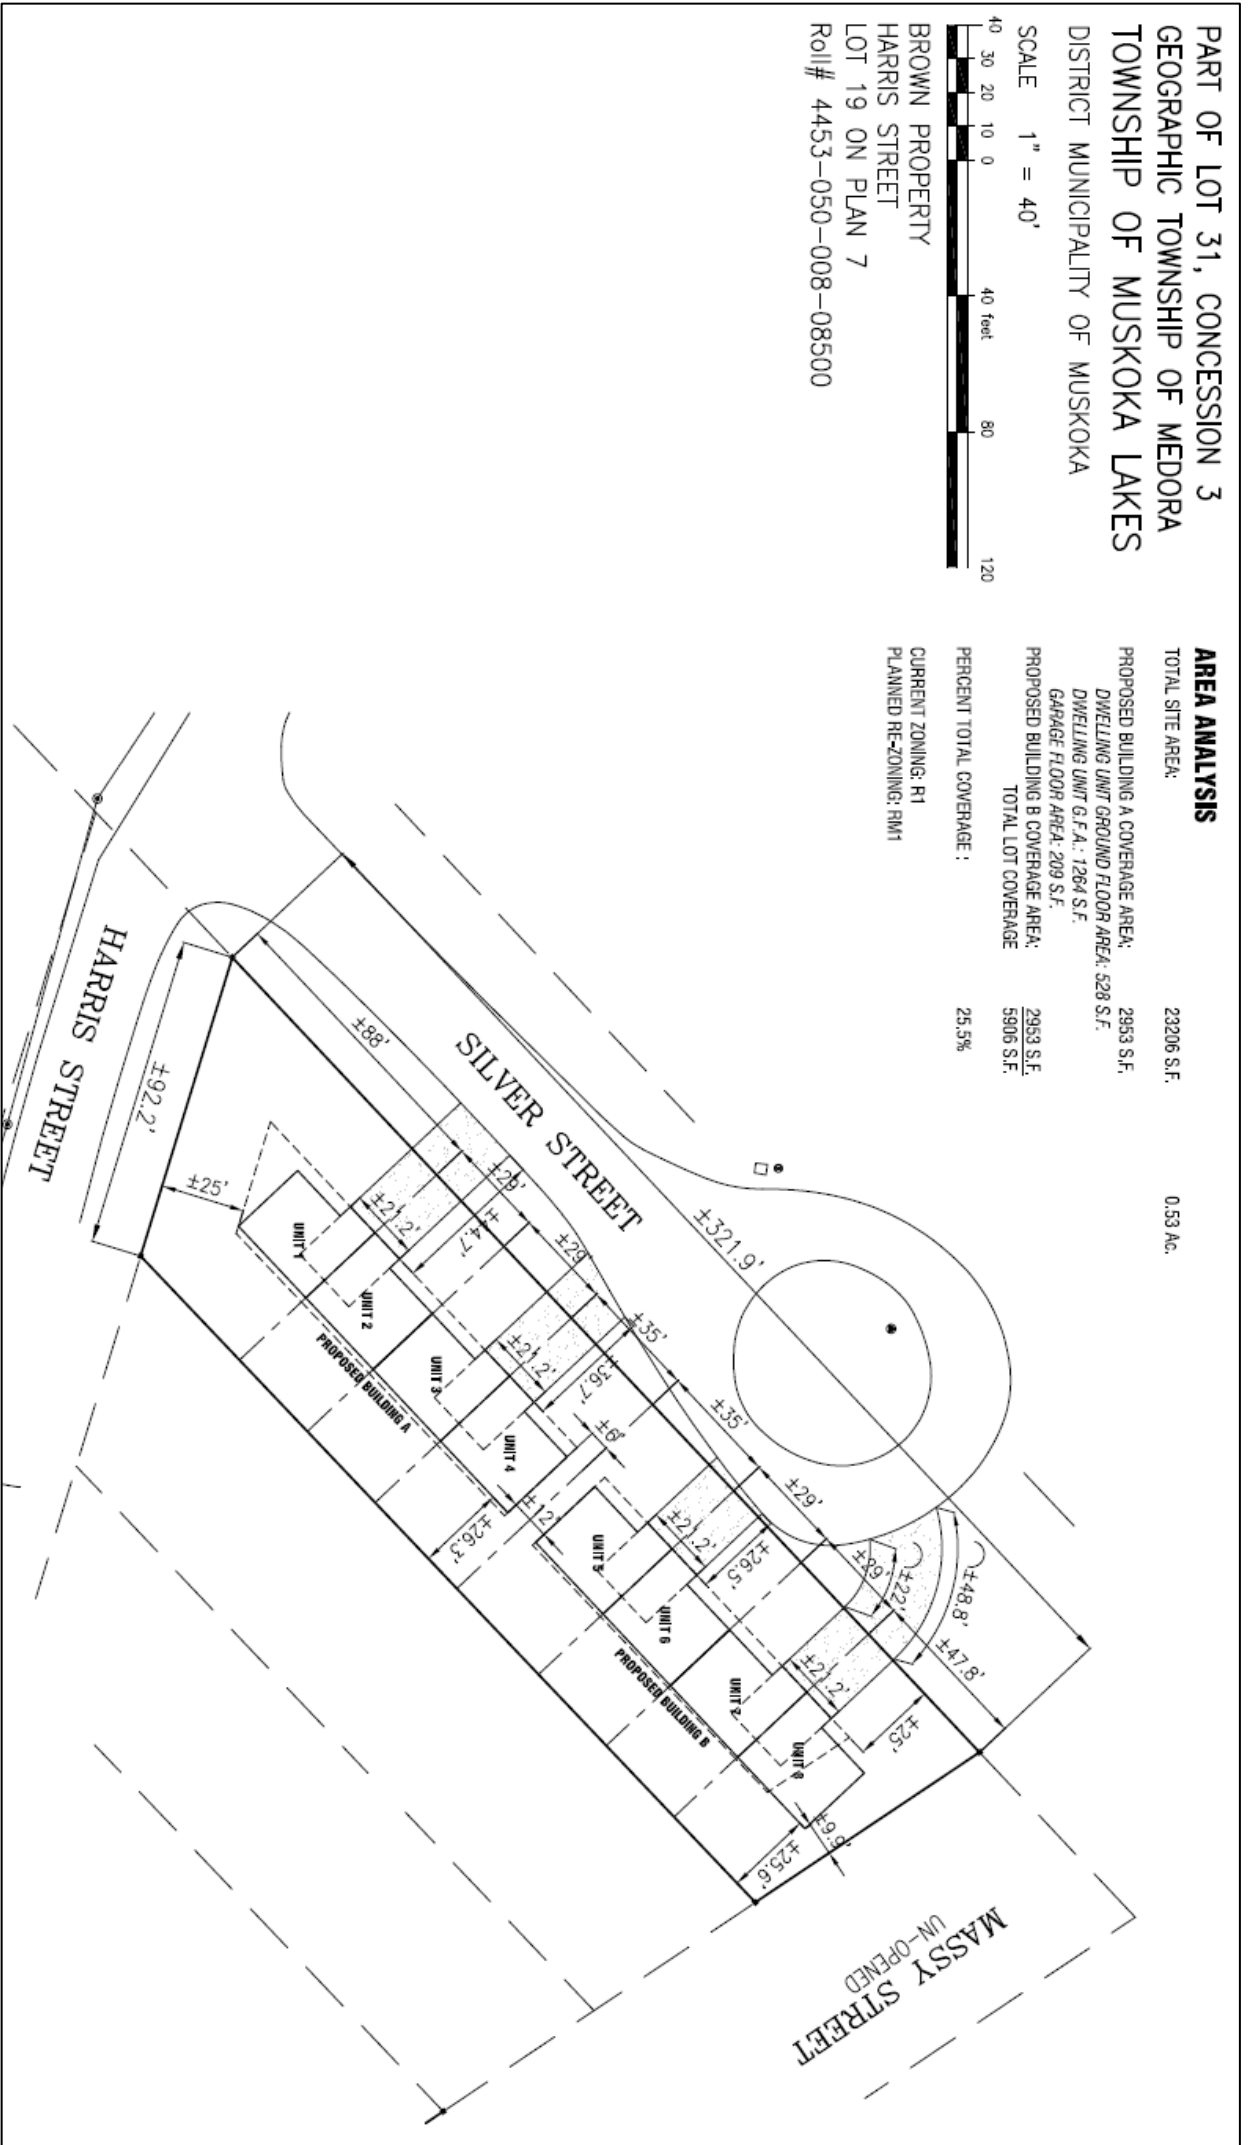 PART OF LOT 31, CONCESSION 3
GEOGRAPHIC TOWNSHIP OF MEDORA
TOWNSHIP OF MUSKOKA LAKES
DISTRICT MUNICIPALITY OF MUSKOKA
SCALE 1" = 40'
40 30 20 10 0 40 feet 80 120
BROWN PROPERTY
HARRIS STREET
LOT 19 ON PLAN 7
Roll# 4453-050-008-08500
AREA ANALYSIS
TOTAL SITE AREA: 23206 S.F. 0.53 Ac.
PROPOSED BUILDING A COVERAGE AREA: 2953 S.F.
DWELLING UNIT GROUND FLOOR AREA: 528 S.F.
DWELLING UNIT G.F.A.: 1264 S.F.
GARAGE FLOOR AREA: 209 S.F.
PROPOSED BUILDING B COVERAGE AREA: 2953 S.F.
TOTAL LOT COVERAGE 5906 S.F.
PERCENT TOTAL COVERAGE : 25.5%
CURRENT ZONING: R1
PLANNED RE-ZONING: RM1
HARRIS STREET
SILVER STREET
MASSY STREET
UN-OPENED
±321.9'
±88'
±29'
±29'
±35'
±35'
±29'
±29'
±47.8'
±48.8'
±22'
±92.2'
±25'
±21.2'
±21.2'
±36.7'
±6'
±12'
±26.3'
±21.2'
±26.5'
±21.2'
±25'
±9.9'
±25.6'
UNIT 1
UNIT 2
UNIT 3
UNIT 4
PROPOSED BUILDING A
UNIT 5
UNIT 6
UNIT 7
UNIT 8
PROPOSED BUILDING B